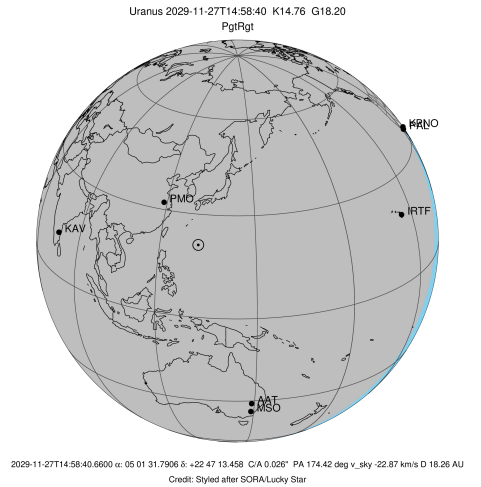 Uranus 2029-11-27T14:58:40 K14.76 G18.20
PgtRgt
KPNO
PMO
IRTF
KAV
AAT
MSO
2029-11-27T14:58:40.6600 α: 05 01 31.7906 δ: +22 47 13.458 C/A 0.026" PA 174.42 deg v_sky -22.87 km/s D 18.26 AU
Credit: Styled after SORA/Lucky Star